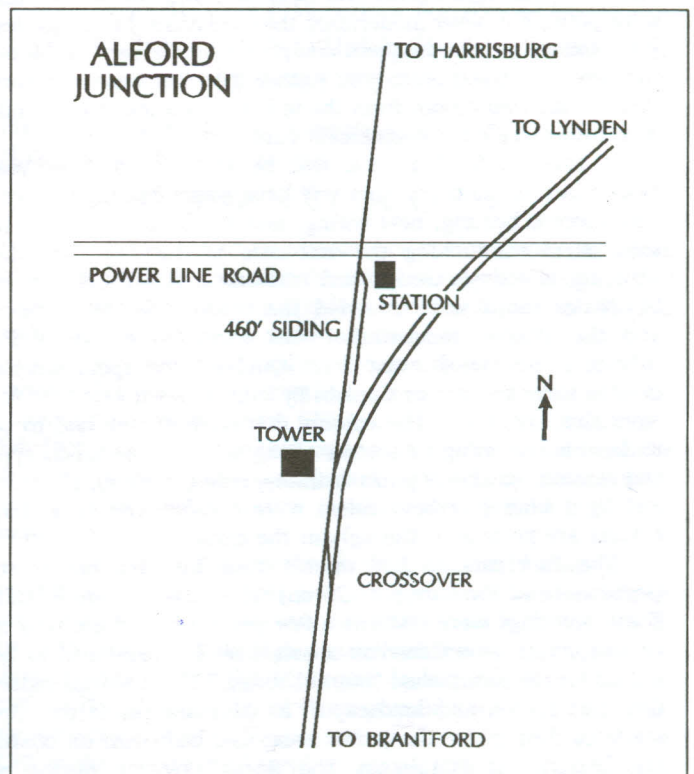 ALFORD
JUNCTION
TO HARRISBURG
TO LYNDEN
POWER LINE ROAD
STATION
460' SIDING
N
TOWER
CROSSOVER
TO BRANTFORD